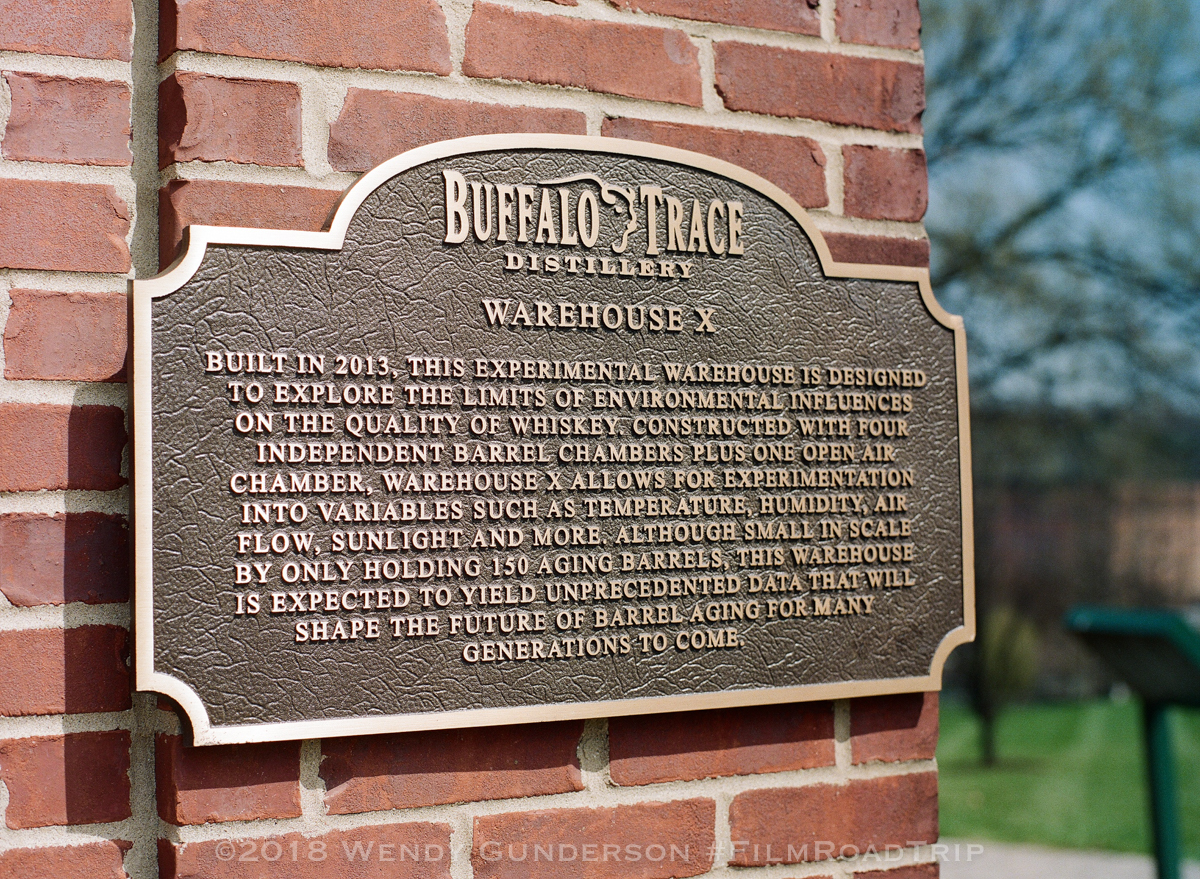 BUFFALO TRACE
DISTILLERY
WAREHOUSE X
BUILT IN 2013, THIS EXPERIMENTAL WAREHOUSE IS DESIGNED
TO EXPLORE THE LIMITS OF ENVIRONMENTAL INFLUENCES
ON THE QUALITY OF WHISKEY. CONSTRUCTED WITH FOUR
INDEPENDENT BARREL CHAMBERS PLUS ONE OPEN AIR
CHAMBER, WAREHOUSE X ALLOWS FOR EXPERIMENTATION
INTO VARIABLES SUCH AS TEMPERATURE, HUMIDITY, AIR
FLOW, SUNLIGHT AND MORE. ALTHOUGH SMALL IN SCALE
BY ONLY HOLDING 150 AGING BARRELS, THIS WAREHOUSE
IS EXPECTED TO YIELD UNPRECEDENTED DATA THAT WILL
SHAPE THE FUTURE OF BARREL AGING FOR MANY
GENERATIONS TO COME.
©2018 WENDY GUNDERSON #FILMROADTRIP